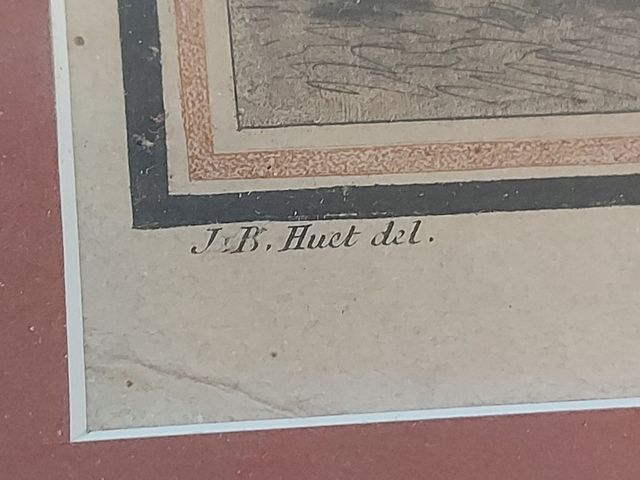 J. B. Huet del.